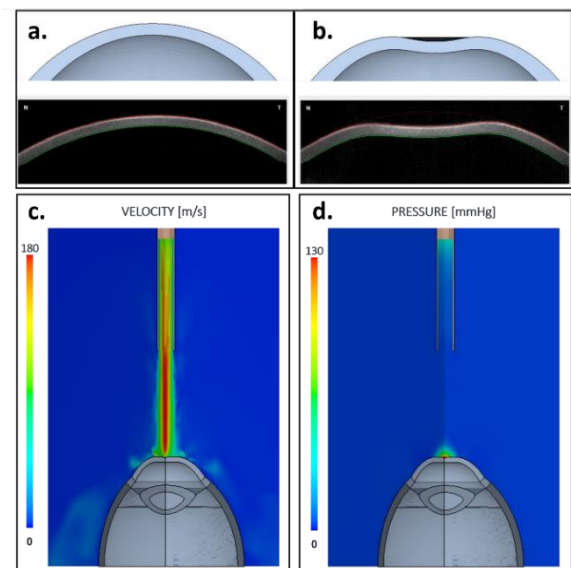 a.
b.
N
T
N
T
c.
VELOCITY [m/s]
d.
PRESSURE [mmHg]
180
130
0
0